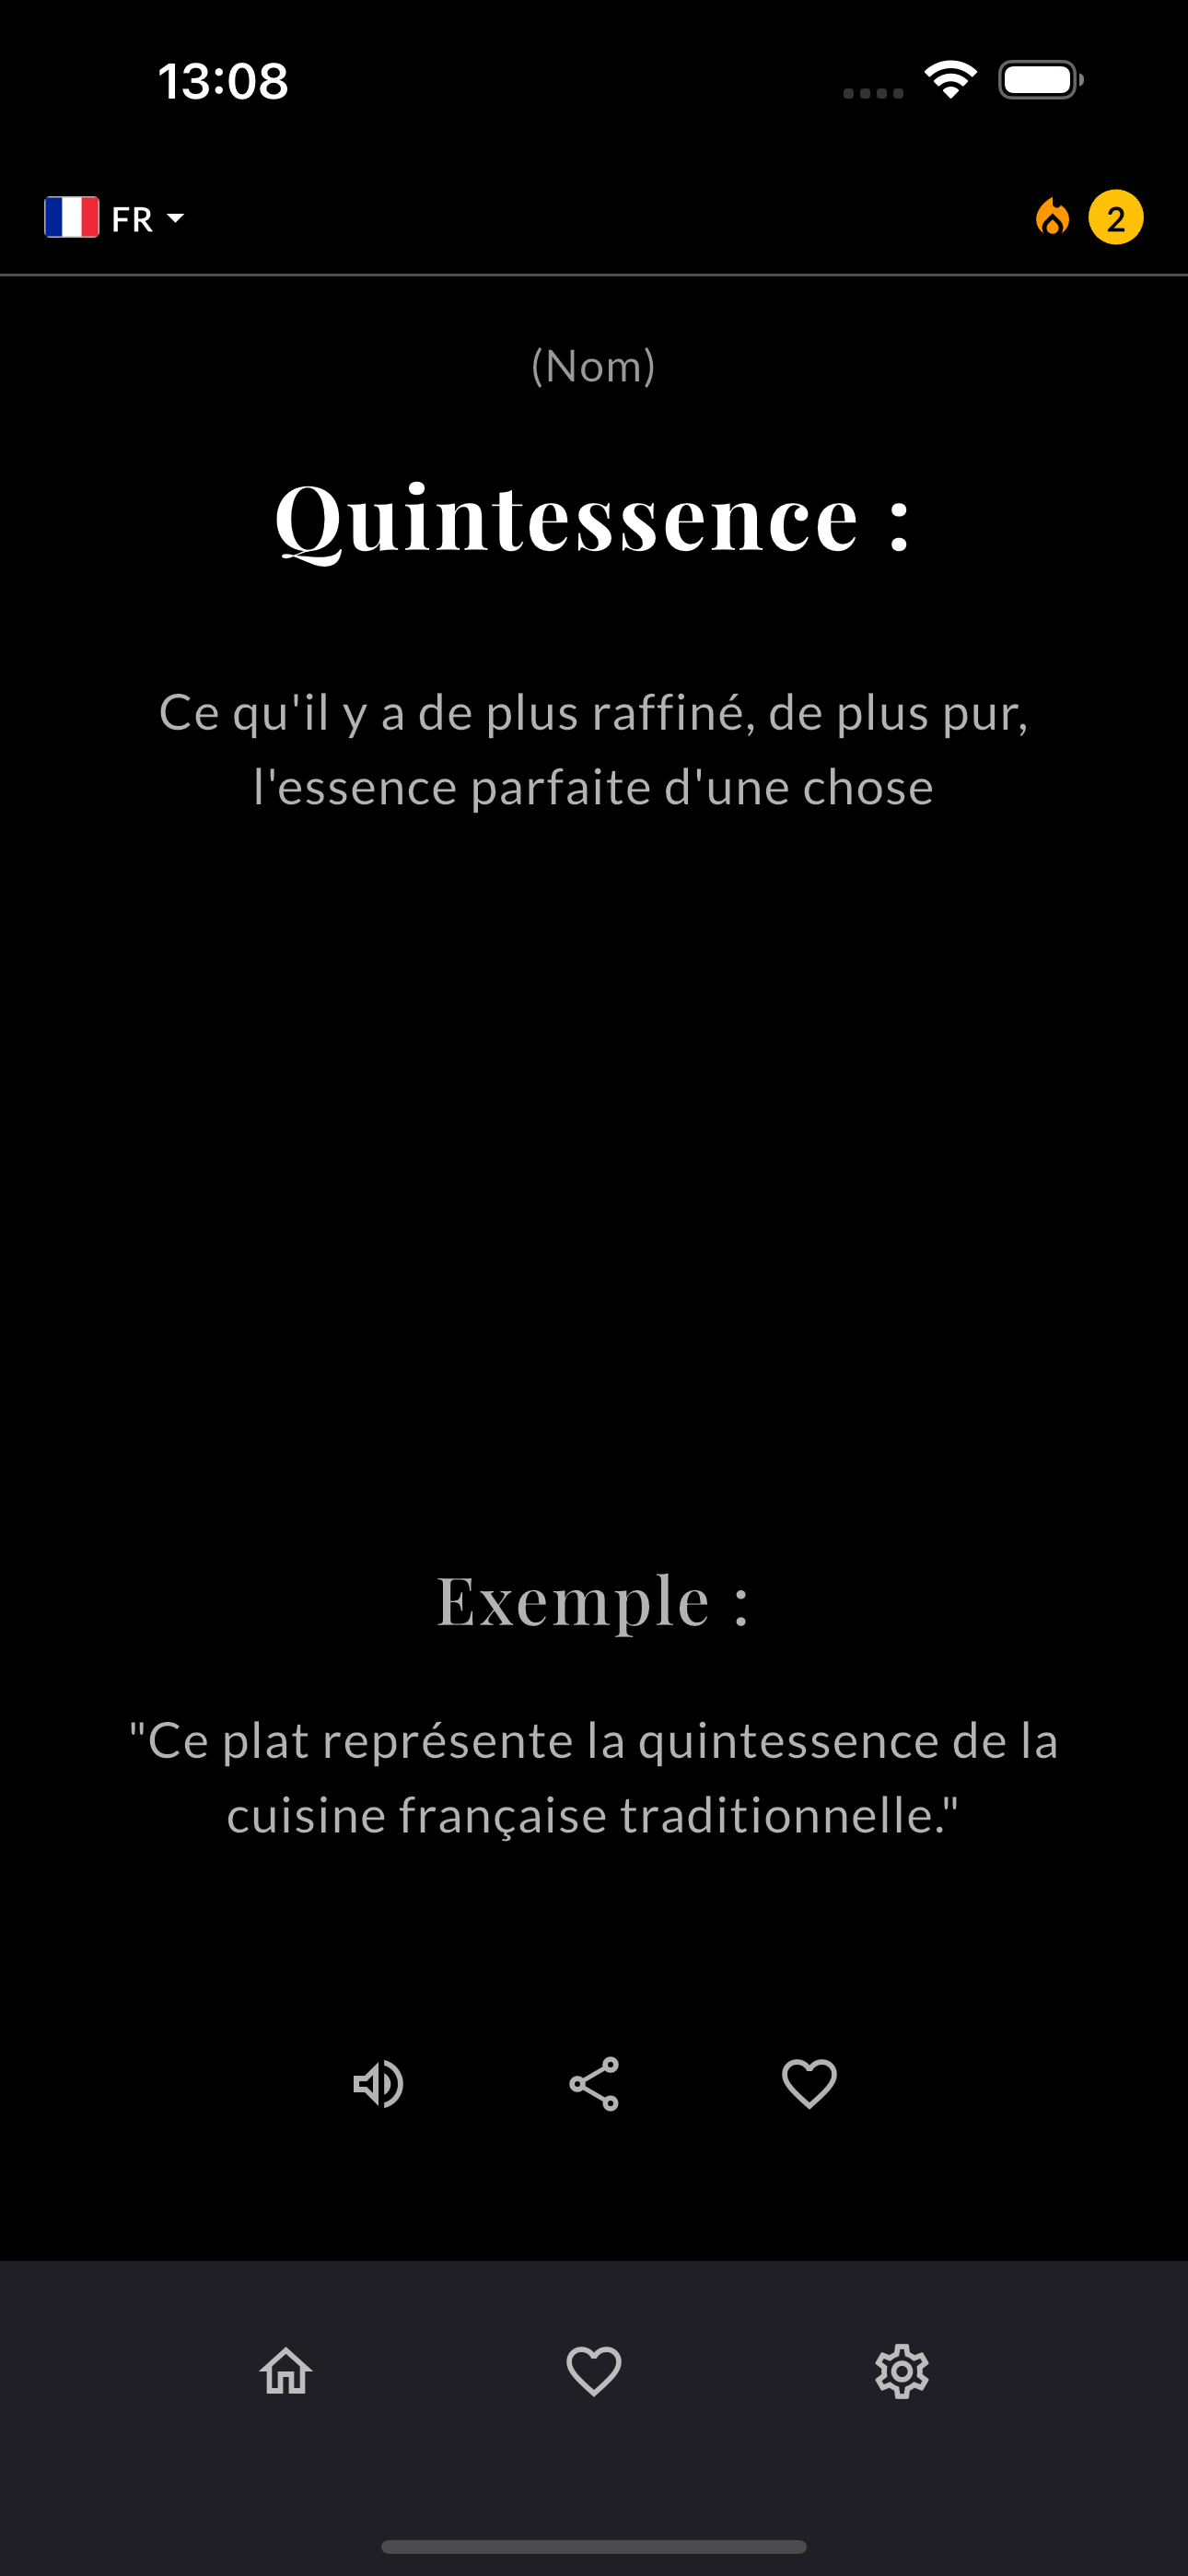 13:08
FR
2
(Nom)
Quintessence :
Ce qu'il y a de plus raffiné, de plus pur,
l'essence parfaite d'une chose
Exemple :
"Ce plat représente la quintessence de la
cuisine française traditionnelle."